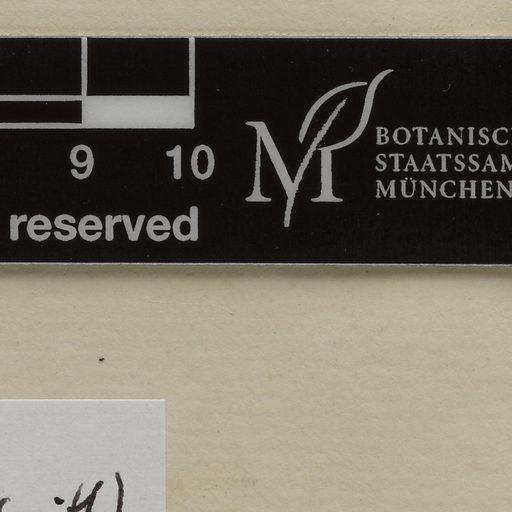 9 10
reserved
M
BOTANISC
STAATSSAM
MÜNCHEN